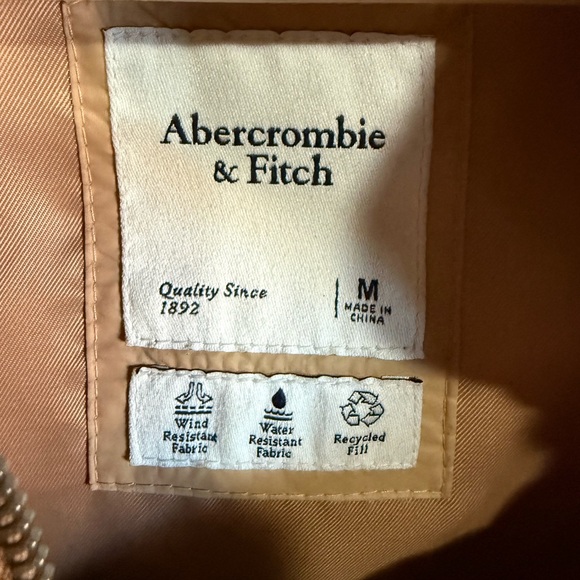 Abercrombie
& Fitch
Quality Since
1892
M
MADE IN
CHINA
Wind
Resistant
Fabric
Water
Resistant
Fabric
Recycled
Fill